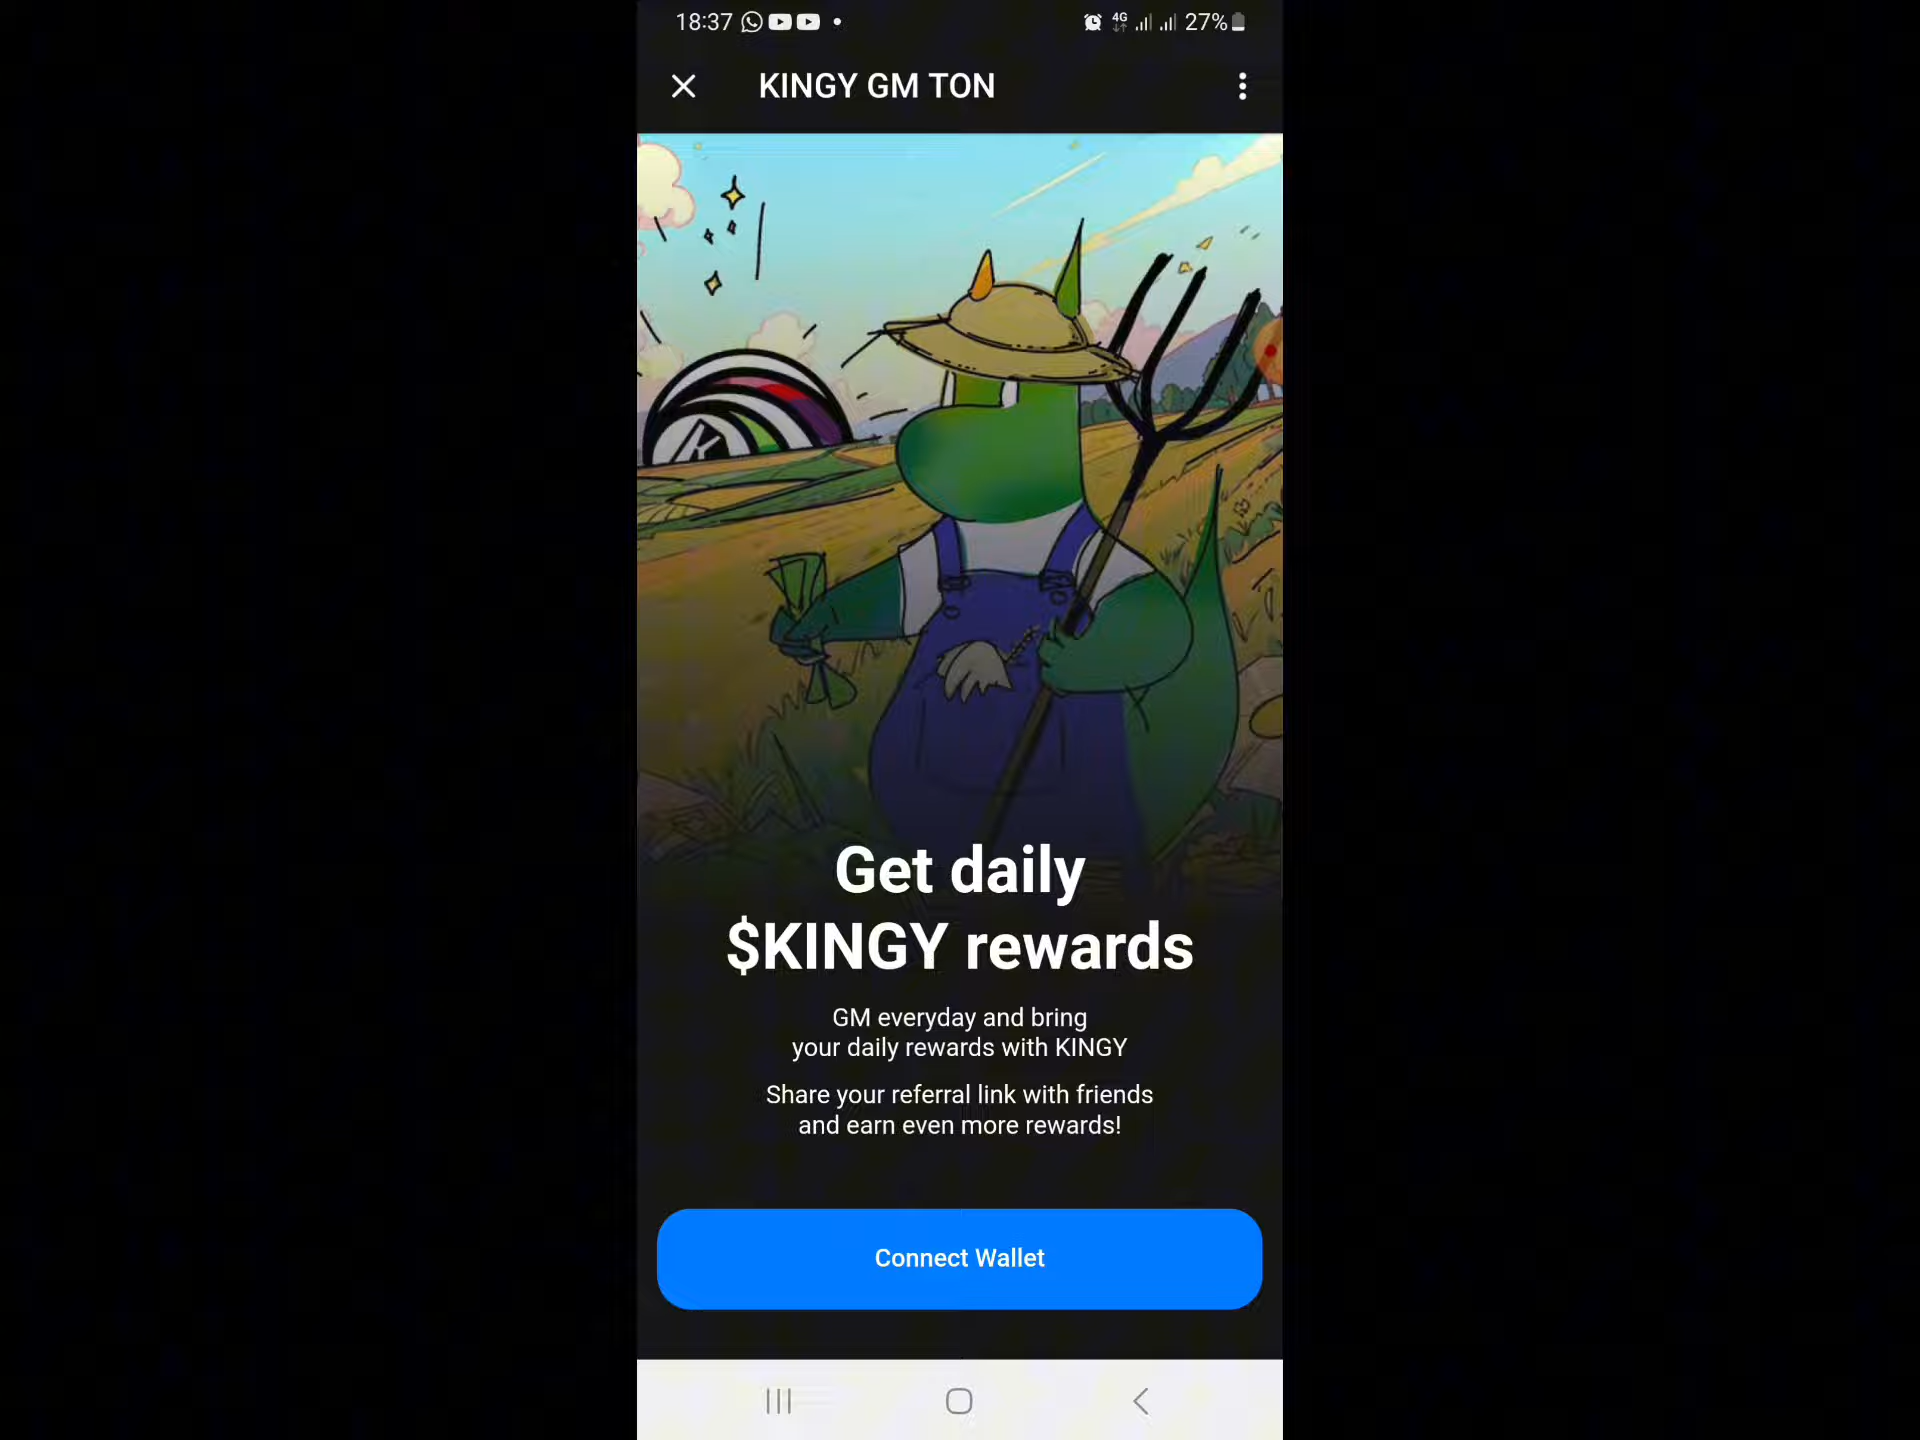 18:37
4G
27%
KINGY GM TON
K
Get daily
$KINGY rewards
GM everyday and bring
your daily rewards with KINGY
Share your referral link with friends
and earn even more rewards!
Connect Wallet